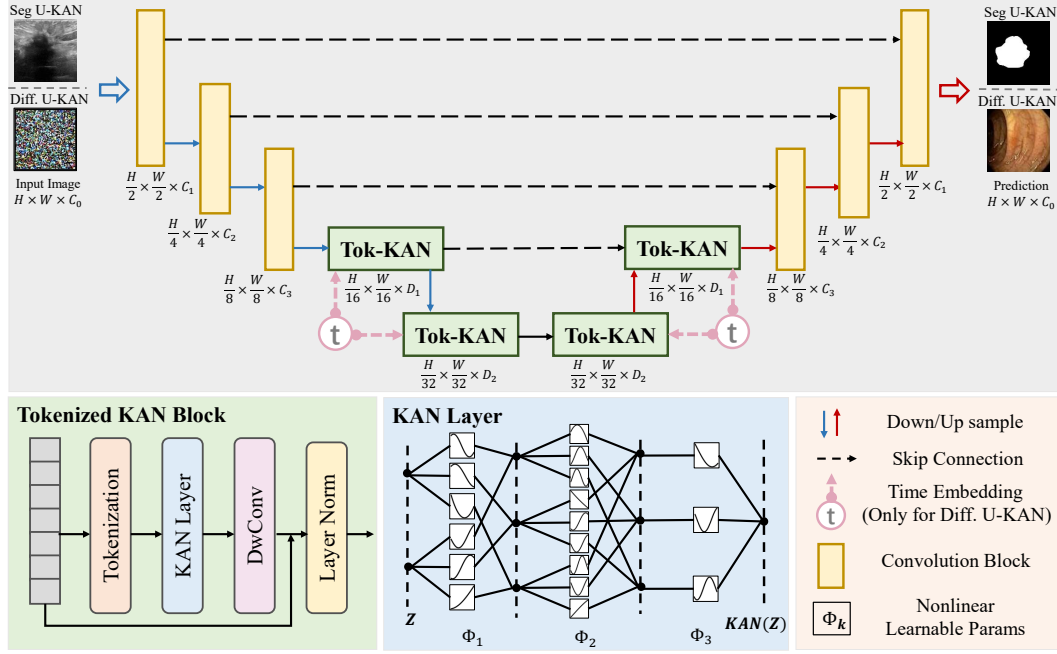 Seg U-KAN
Diff. U-KAN
Input Image
H × W × C₀
H/2 × W/2 × C₁
H/4 × W/4 × C₂
H/8 × W/8 × C₃
Tok-KAN
H/16 × W/16 × D₁
t
Tok-KAN
H/32 × W/32 × D₂
Tok-KAN
H/32 × W/32 × D₂
Tok-KAN
H/16 × W/16 × D₁
t
H/8 × W/8 × C₃
H/4 × W/4 × C₂
H/2 × W/2 × C₁
Seg U-KAN
Diff. U-KAN
Prediction
H × W × C₀
Tokenized KAN Block
Tokenization
KAN Layer
DwConv
Layer Norm
KAN Layer
Z
Φ₁
Φ₂
Φ₃
KAN(Z)
Down/Up sample
Skip Connection
t
Time Embedding
(Only for Diff. U-KAN)
Convolution Block
Φₖ
Nonlinear
Learnable Params